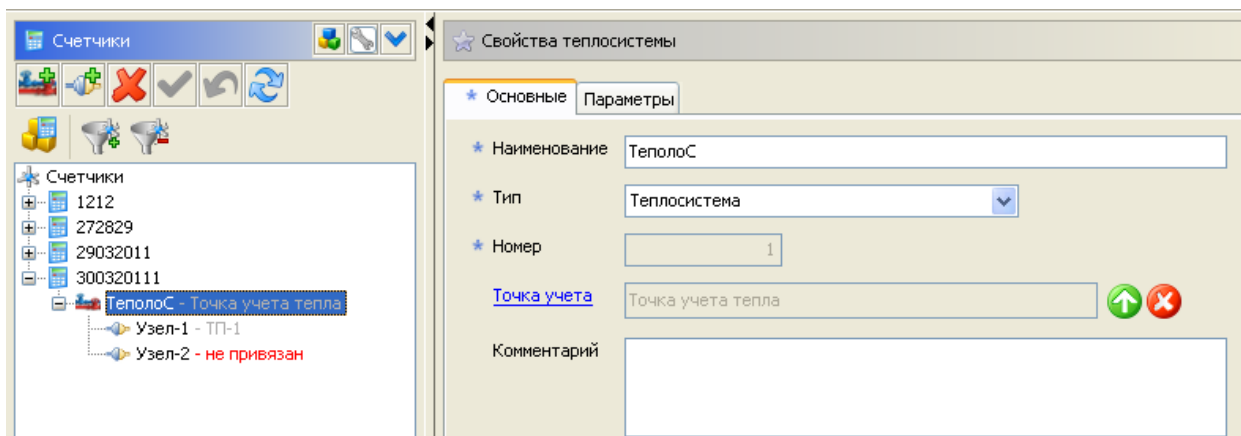 Счетчики
Счетчики
1212
272829
29032011
300320111
ТеполоС - Точка учета тепла
Узел-1 - ТП-1
Узел-2 - не привязан
Свойства теплосистемы
* Основные Параметры
* Наименование ТеполоС
* Тип Теплосистема
* Номер 1
Точка учета Точка учета тепла
Комментарий